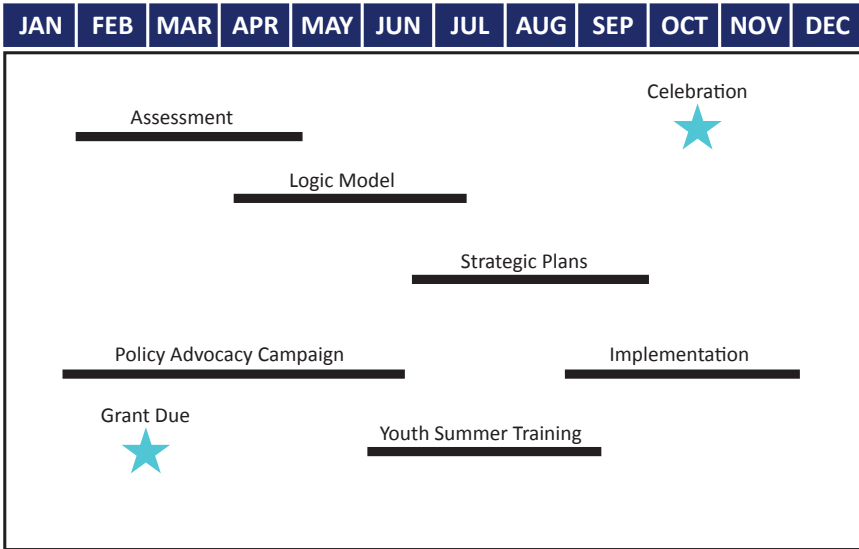 JAN FEB MAR APR MAY JUN JUL AUG SEP OCT NOV DEC
Celebration
Assessment
Logic Model
Strategic Plans
Policy Advocacy Campaign
Implementation
Grant Due
Youth Summer Training